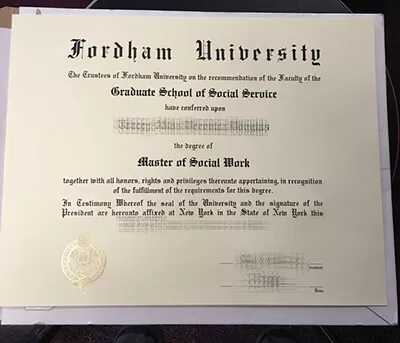 Fordham University
The Trustees of Fordham University on the recommendation of the Faculty of the
Graduate School of Social Service
have conferred upon
the degree of
Master of Social Work
together with all honors, rights and privileges thereunto appertaining, in recognition
of the fulfillment of the requirements for this degree.
In Testimony Whereof the seal of the University and the signature of the
President are hereunto affixed at New York in the State of New York this
President
Dean